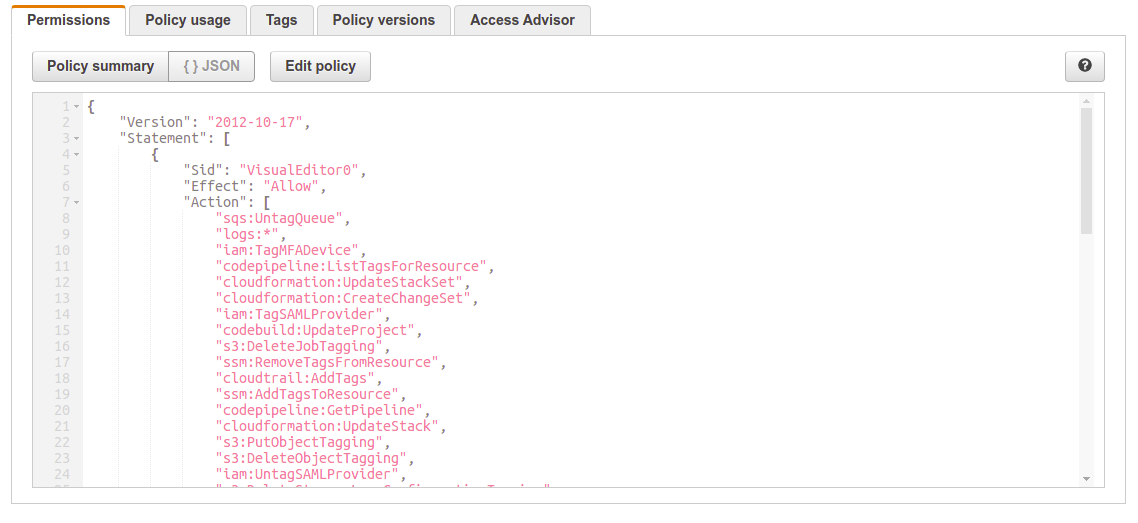 Permissions Policy usage Tags Policy versions Access Advisor
Policy summary { } JSON Edit policy ?
1 {
2 "Version": "2012-10-17",
3 "Statement": [
4 {
5 "Sid": "VisualEditor0",
6 "Effect": "Allow",
7 "Action": [
8 "sqs:UntagQueue",
9 "logs:*",
10 "iam:TagMFADevice",
11 "codepipeline:ListTagsForResource",
12 "cloudformation:UpdateStackSet",
13 "cloudformation:CreateChangeSet",
14 "iam:TagSAMLProvider",
15 "codebuild:UpdateProject",
16 "s3:DeleteJobTagging",
17 "ssm:RemoveTagsFromResource",
18 "cloudtrail:AddTags",
19 "ssm:AddTagsToResource",
20 "codepipeline:GetPipeline",
21 "cloudformation:UpdateStack",
22 "s3:PutObjectTagging",
23 "s3:DeleteObjectTagging",
24 "iam:UntagSAMLProvider",